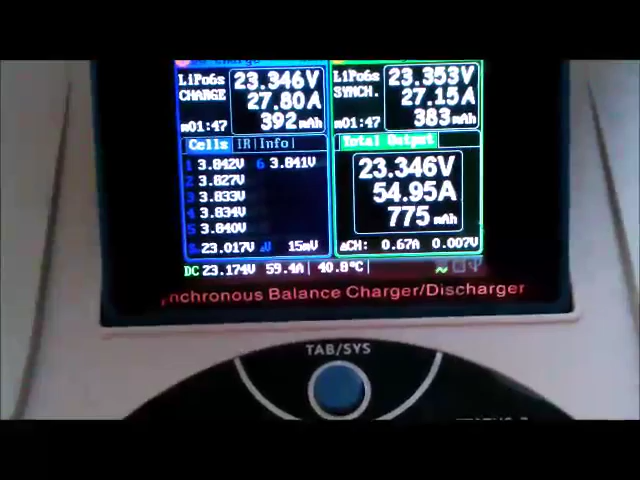 LiPo6s 23.346V
CHARGE 27.80A
m01:47 392mAh
Cells IR Info
1 3.842V 6 3.841V
2 3.827V
3 3.833V
4 3.834V
5 3.840V
23.017V ΔV 15mV
LiPo6s 23.353V
SYNCH. 27.15A
m01:47 383mAh
Total Output
23.346V
54.95A
775mAh
ΔCH: 0.67A 0.007V
DC 23.174V 59.4A 40.8°C
nchronous Balance Charger/Discharger
TAB/SYS